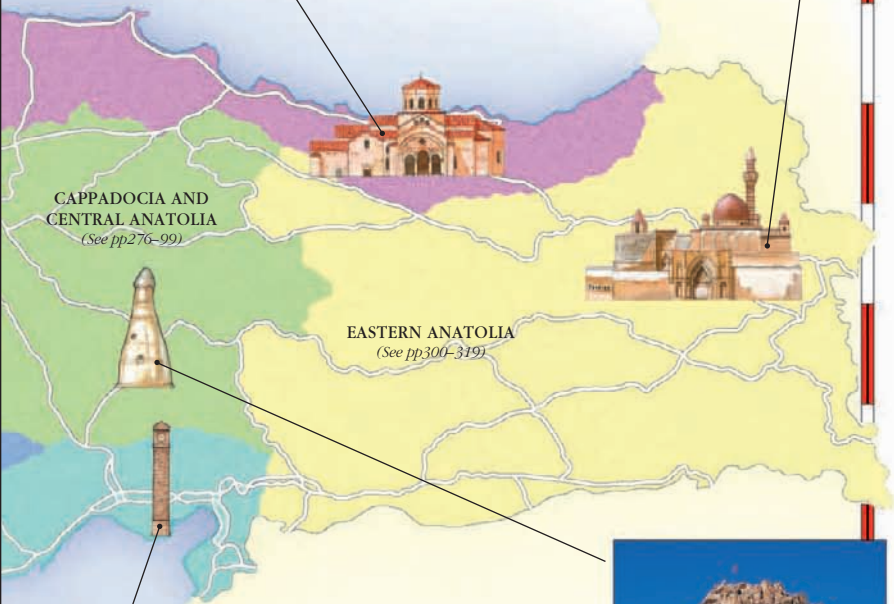 CAPPADOCIA AND
CENTRAL ANATOLIA
(See pp276–99)
EASTERN ANATOLIA
(See pp300–319)